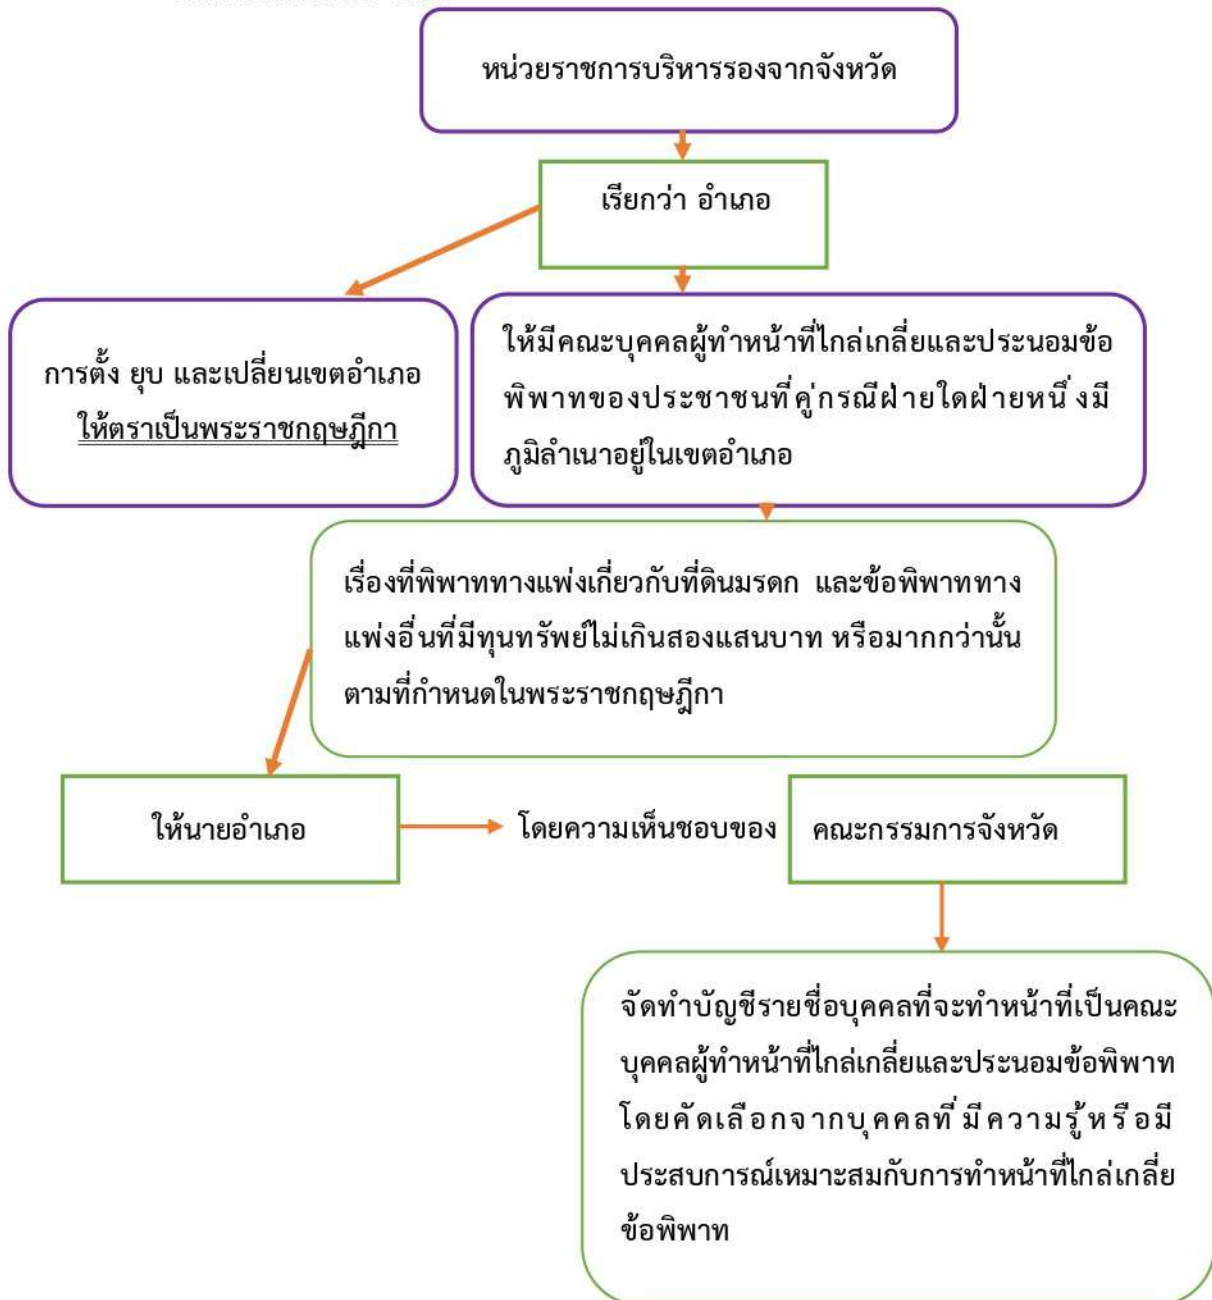 หน่วยราชการบริหารรองจากจังหวัด
เรียกว่า อำเภอ
การตั้ง ยุบ และเปลี่ยนเขตอำเภอ
ให้ตราเป็นพระราชกฤษฎีกา
ให้มีคณะบุคคลผู้ทำหน้าที่ไกล่เกลี่ยและประนอมข้อ
พิพาทของประชาชนที่คู่กรณีฝ่ายใดฝ่ายหนึ่งมี
ภูมิลำเนาอยู่ในเขตอำเภอ
เรื่องที่พิพาททางแพ่งเกี่ยวกับที่ดินมรดก และข้อพิพาททาง
แพ่งอื่นที่มีทุนทรัพย์ไม่เกินสองแสนบาท หรือมากกว่านั้น
ตามที่กำหนดในพระราชกฤษฎีกา
ให้นายอำเภอ
โดยความเห็นชอบของ
คณะกรรมการจังหวัด
จัดทำบัญชีรายชื่อบุคคลที่จะทำหน้าที่เป็นคณะ
บุคคลผู้ทำหน้าที่ไกล่เกลี่ยและประนอมข้อพิพาท
โดยคัดเลือกจากบุคคลที่มีความรู้หรือมี
ประสบการณ์เหมาะสมกับการทำหน้าที่ไกล่เกลี่ย
ข้อพิพาท